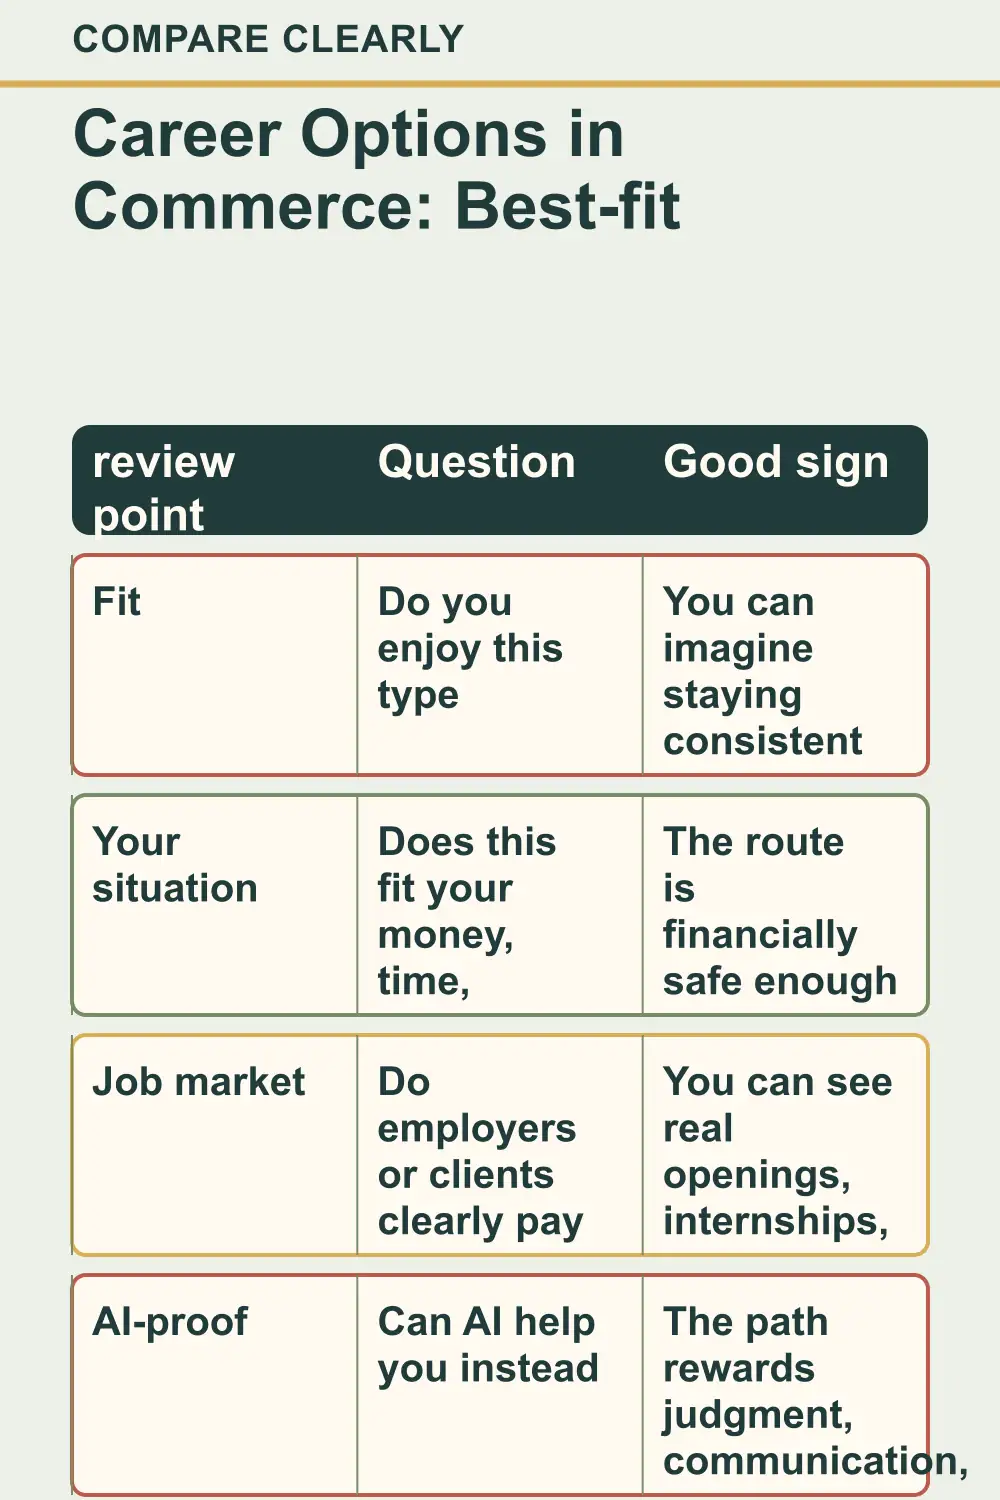 COMPARE CLEARLY
Career Options in
Commerce: Best-fit
review
point
Question
Good sign
Fit
Do you
enjoy this
type
You can
imagine
staying
consistent
Your
situation
Does this
fit your
money,
time,
The route
is
financially
safe enough
Job market
Do
employers
or clients
clearly pay
You can see
real
openings,
internships,
AI-proof
Can AI help
you instead
The path
rewards
judgment,
communication,